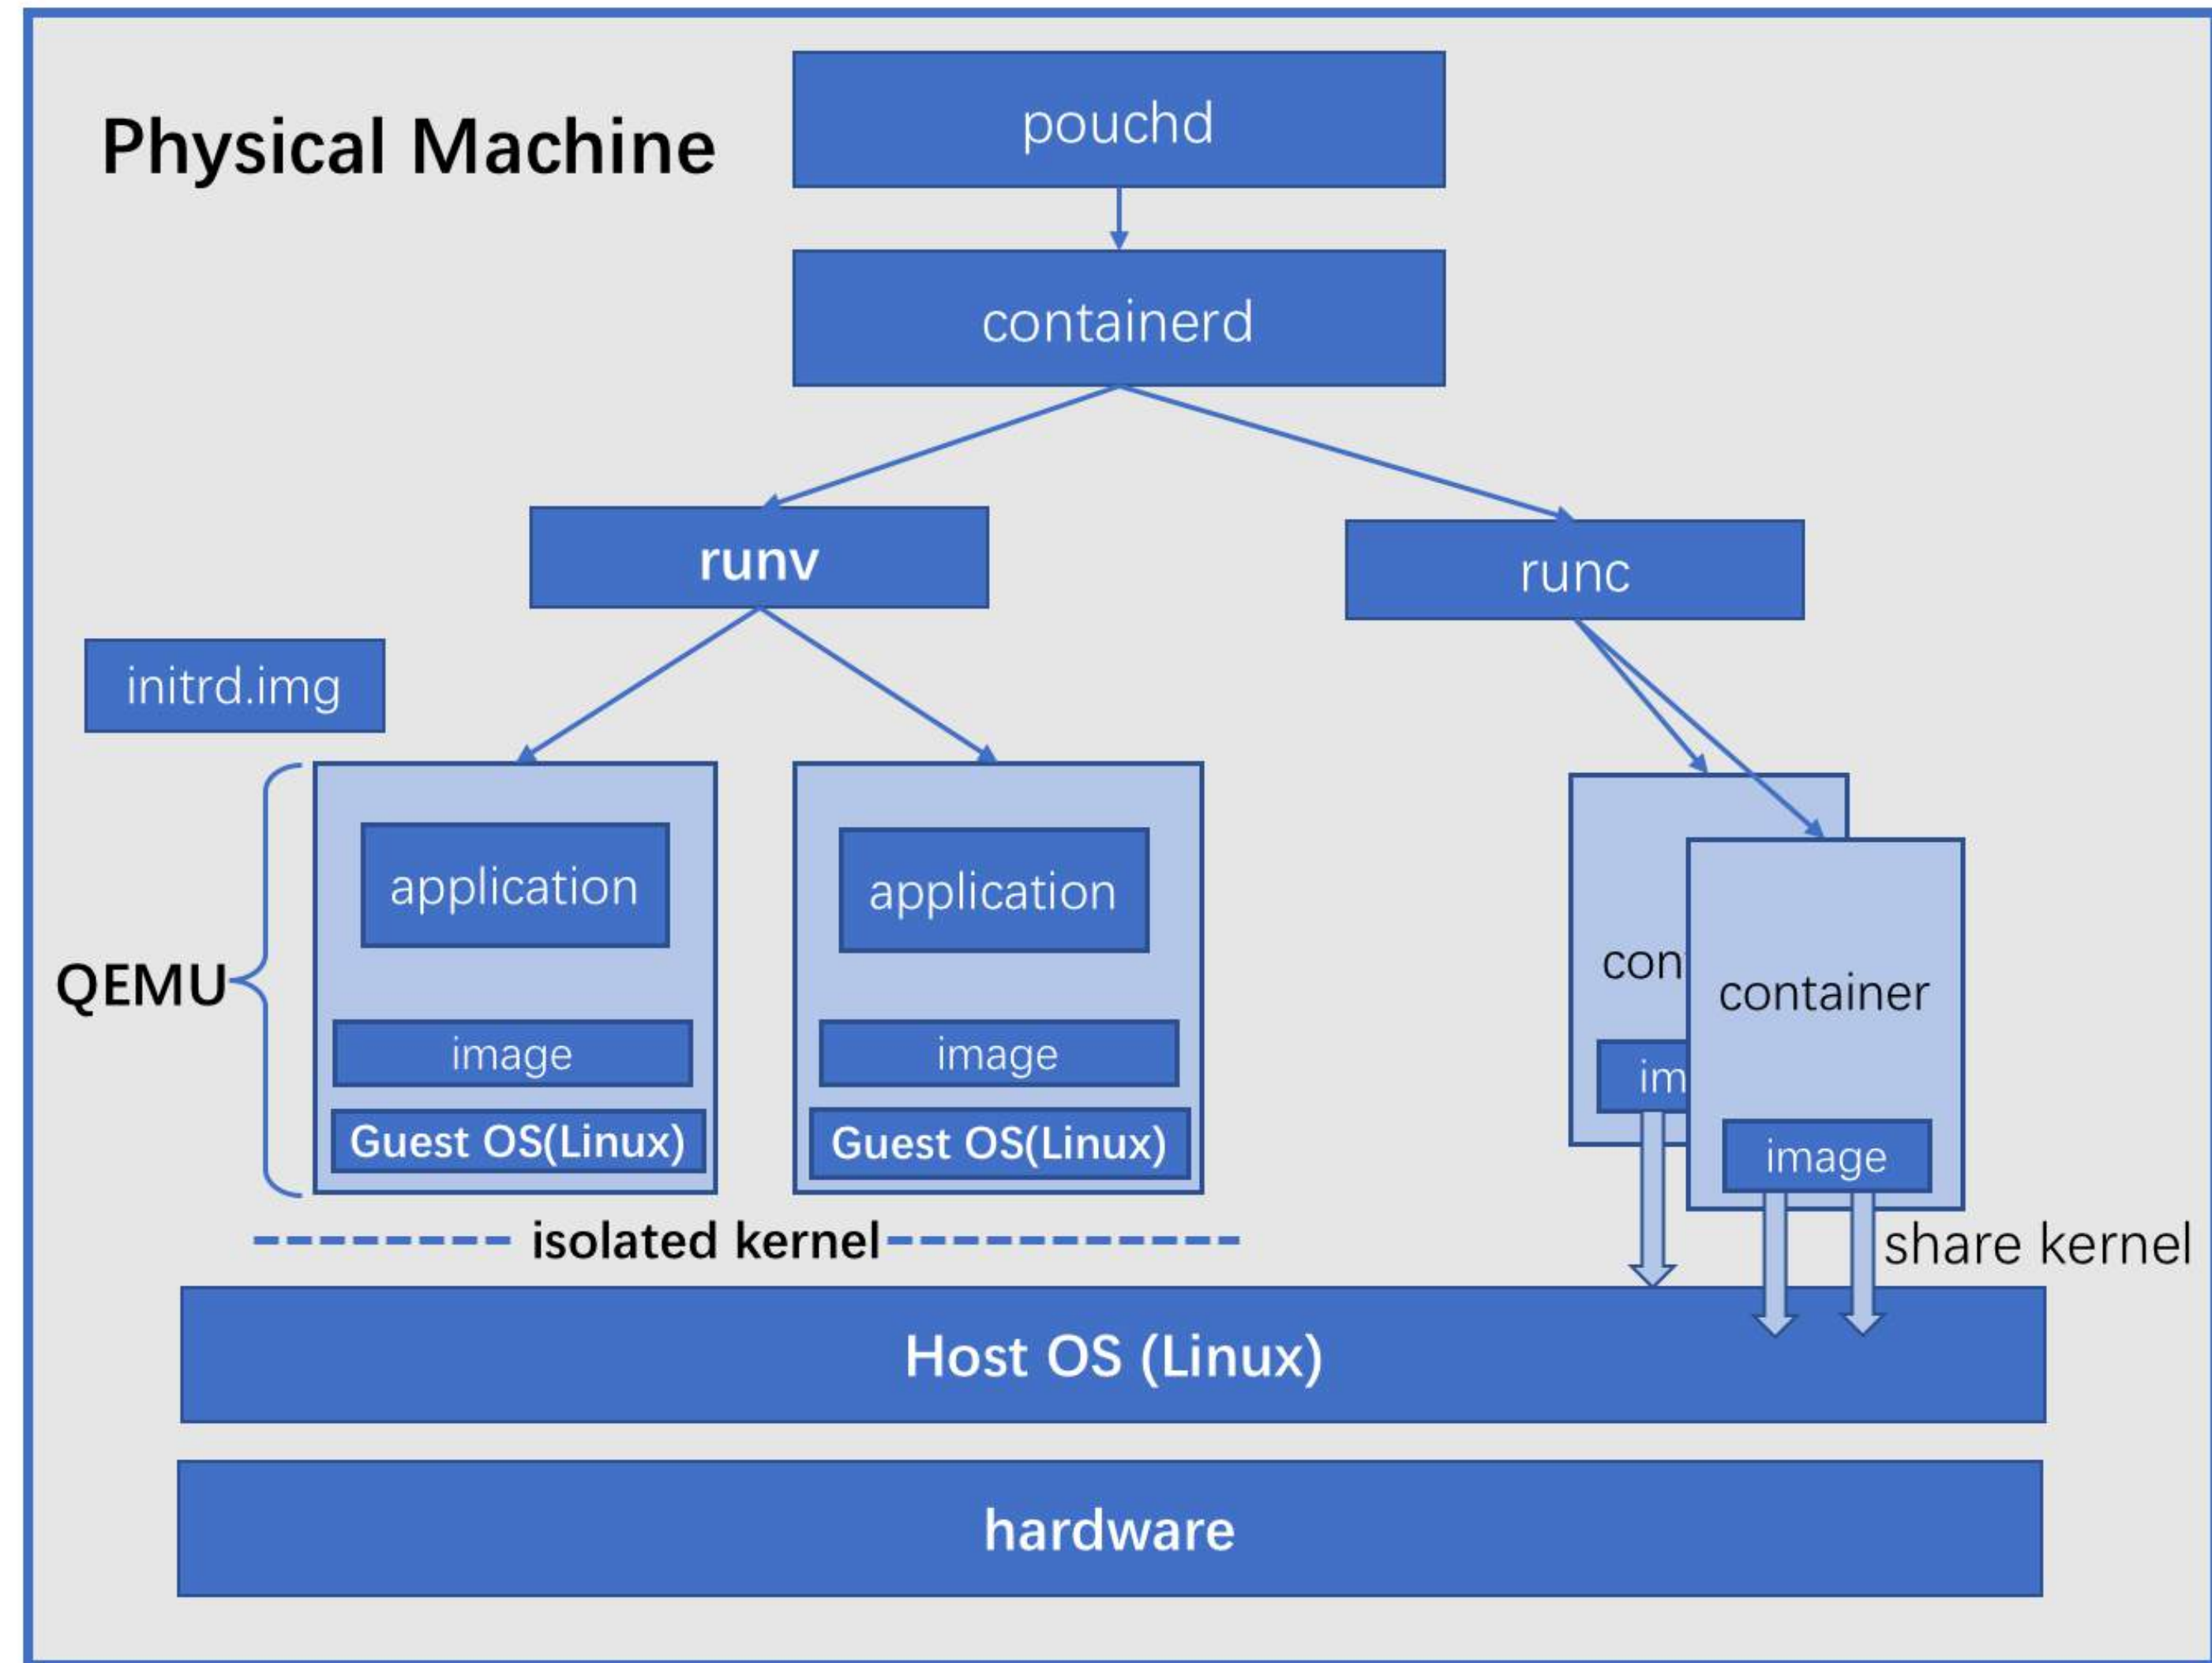 Physical Machine
pouchd
containerd
runv
runc
initrd.img
QEMU
application
image
Guest OS(Linux)
application
image
Guest OS(Linux)
con
im
container
image
isolated kernel
share kernel
Host OS (Linux)
hardware